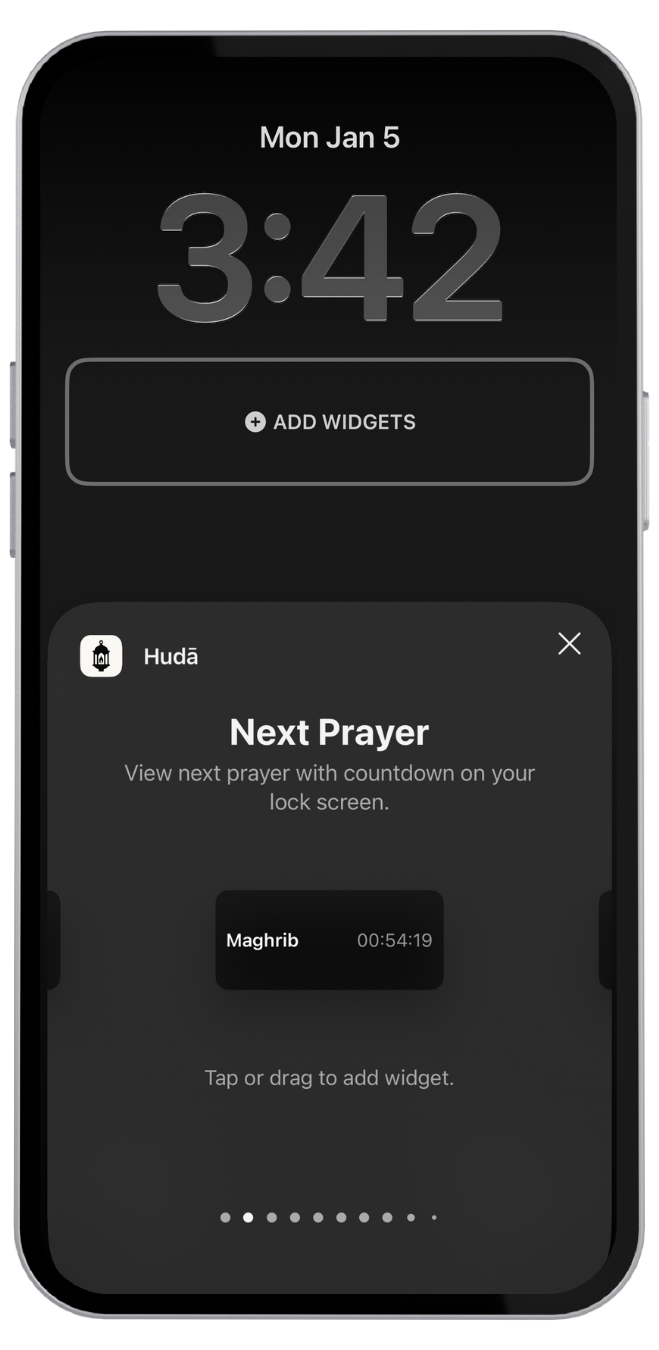 Mon Jan 5
3:42
ADD WIDGETS
Hudā
Next Prayer
View next prayer with countdown on your
lock screen.
Maghrib 00:54:19
Tap or drag to add widget.